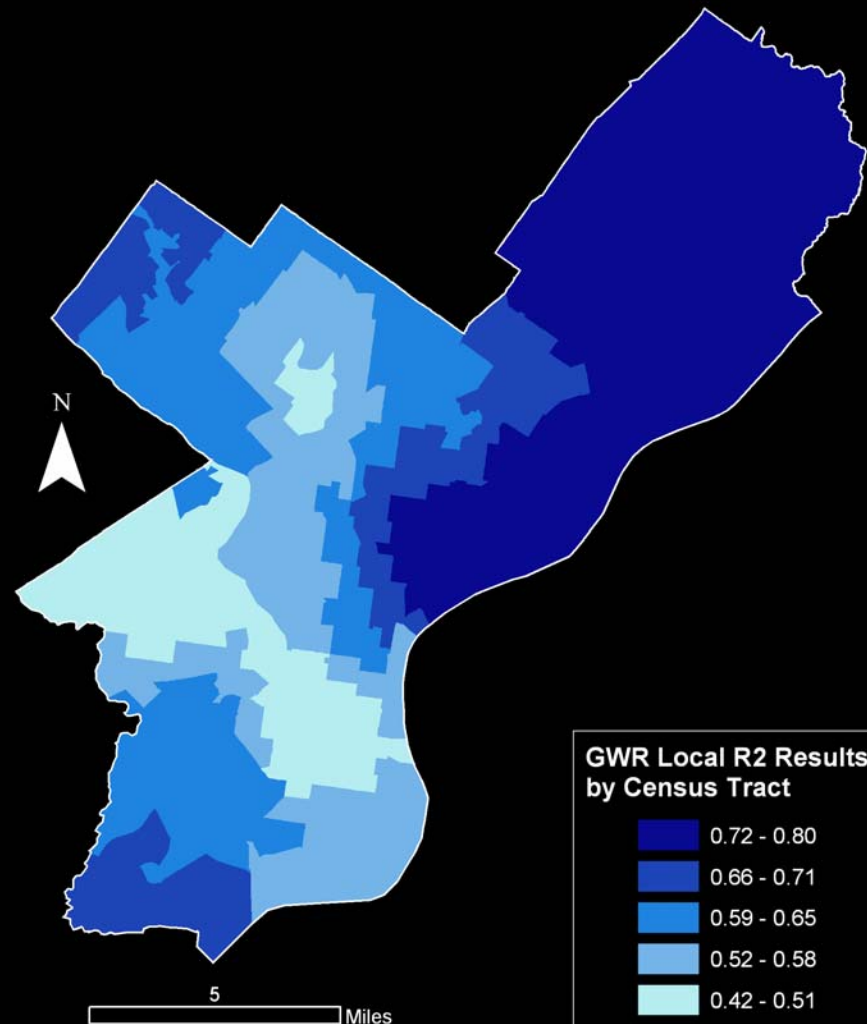 N
GWR Local R2 Results
by Census Tract
0.72 - 0.80
0.66 - 0.71
0.59 - 0.65
0.52 - 0.58
0.42 - 0.51
5
Miles